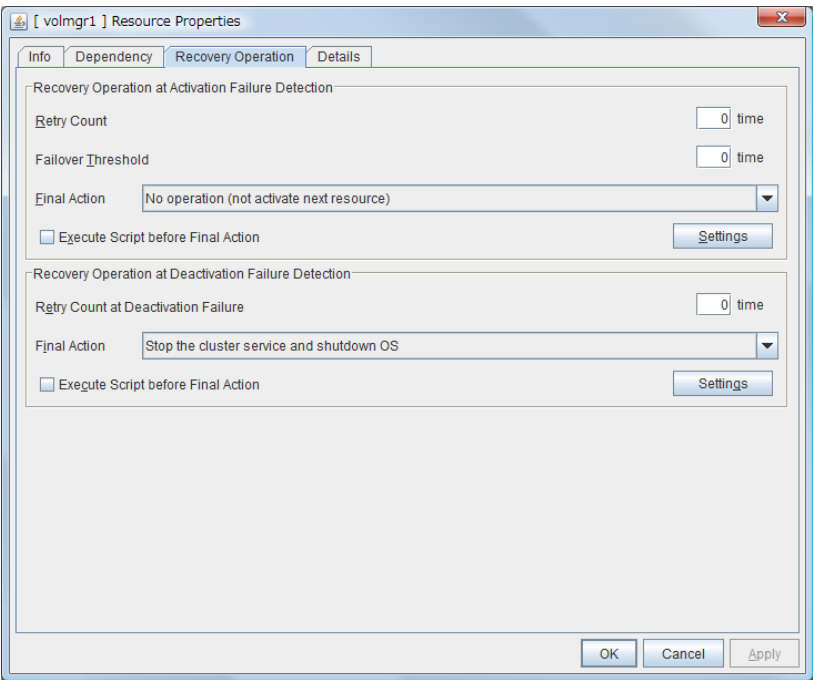 [ volmgr1 ] Resource Properties
Info Dependency Recovery Operation Details
Recovery Operation at Activation Failure Detection
Retry Count 0 time
Failover Threshold 0 time
Final Action No operation (not activate next resource)
Execute Script before Final Action Settings
Recovery Operation at Deactivation Failure Detection
Retry Count at Deactivation Failure 0 time
Final Action Stop the cluster service and shutdown OS
Execute Script before Final Action Settings
OK Cancel Apply